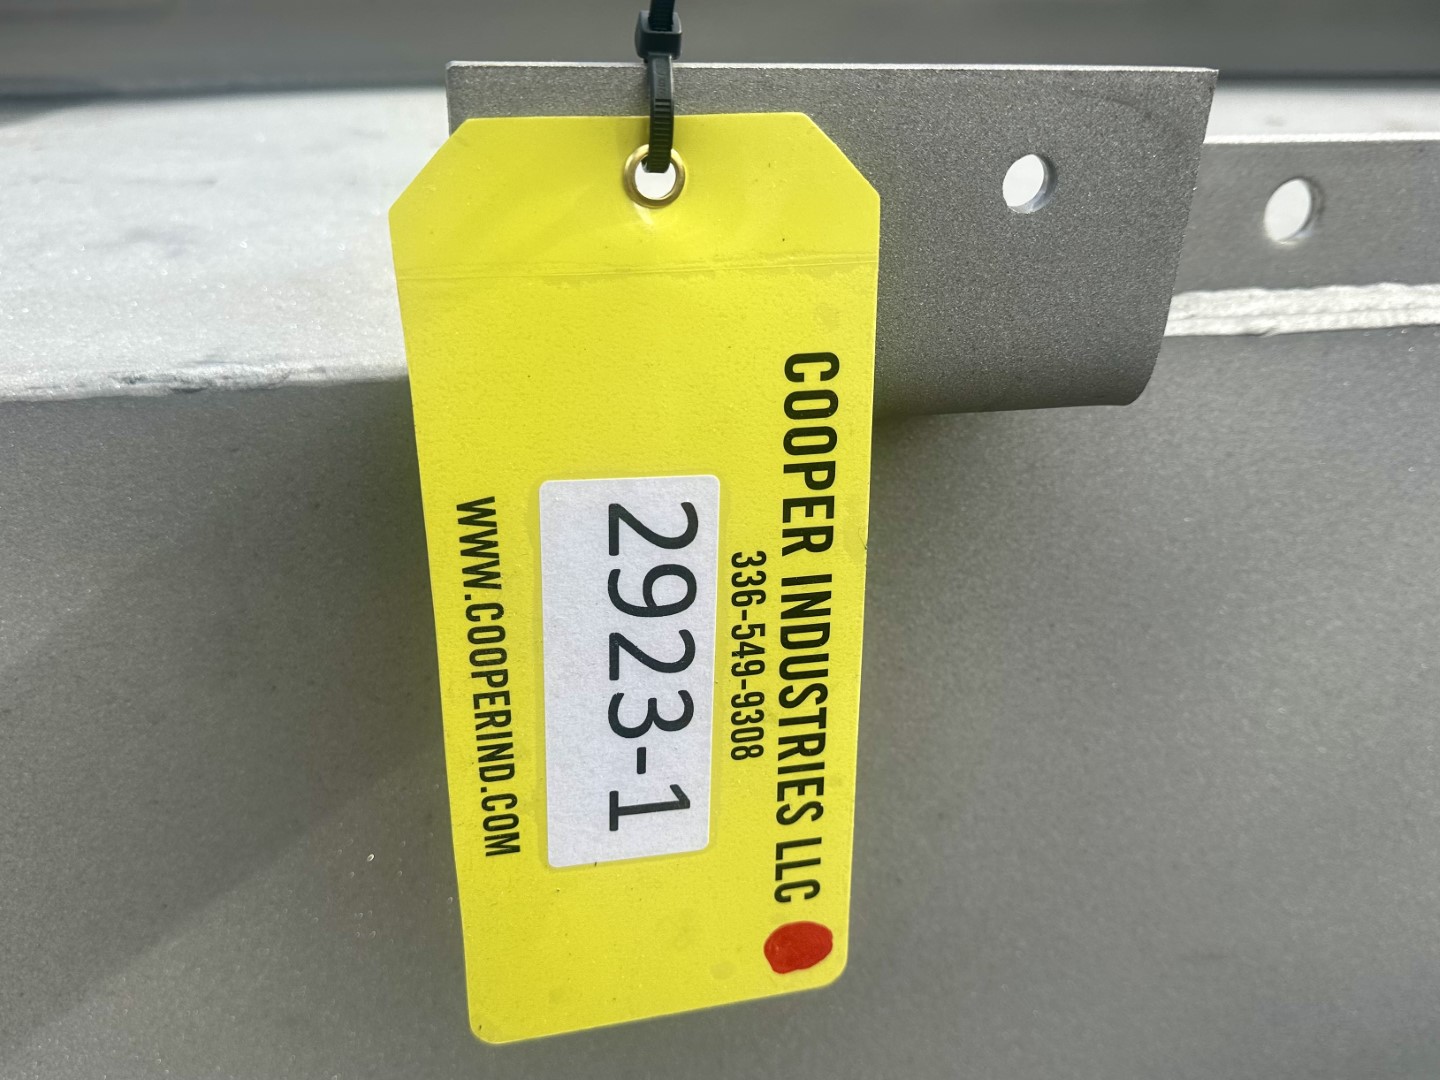 COOPER INDUSTRIES LLC
336-549-9308
2923-1
WWW.COOPERIND.COM